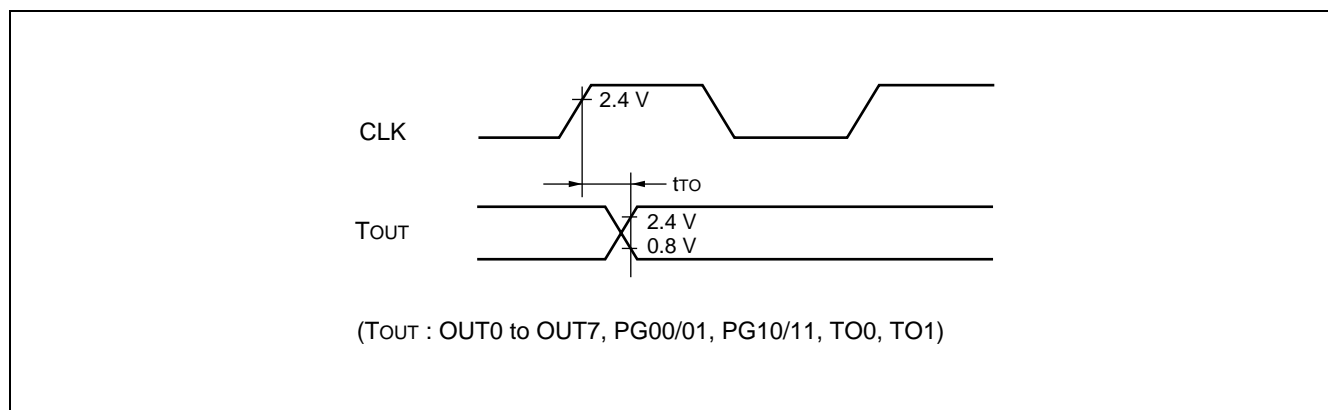 2.4 V
CLK
tTO
TOUT
2.4 V
0.8 V
(TOUT : OUT0 to OUT7, PG00/01, PG10/11, TO0, TO1)